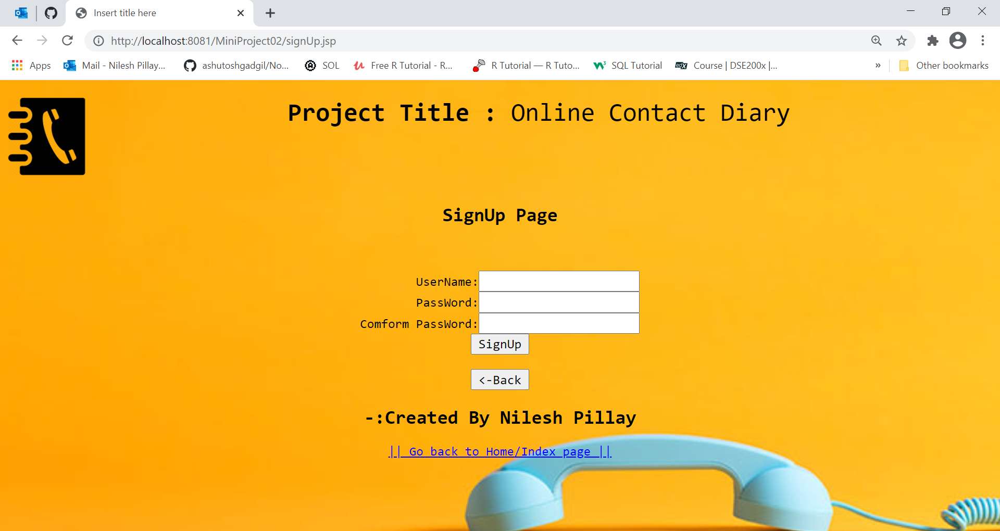 Insert title here
http://localhost:8081/MiniProject02/signUp.jsp
Apps Mail - Nilesh Pillay... ashutoshgadgil/No... SOL Free R Tutorial - R... R Tutorial — R Tuto... SQL Tutorial Course | DSE200x |... » Other bookmarks
Project Title : Online Contact Diary
SignUp Page
UserName:
PassWord:
Comform PassWord:
SignUp
<-Back
-:Created By Nilesh Pillay
|| Go back to Home/Index page ||